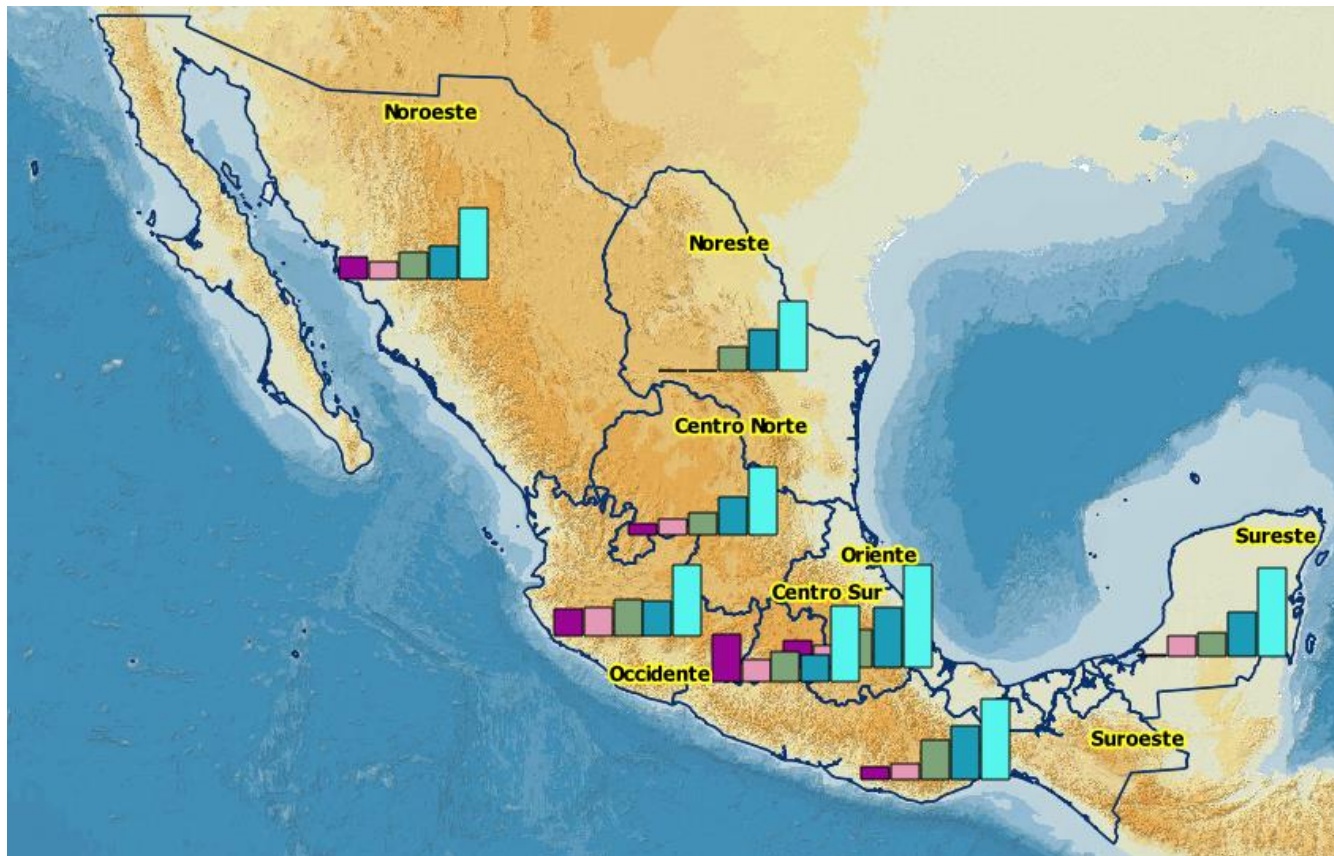 Noroeste
Noreste
Centro Norte
Sureste
Oriente
Centro Sur
Occidente
Suroeste